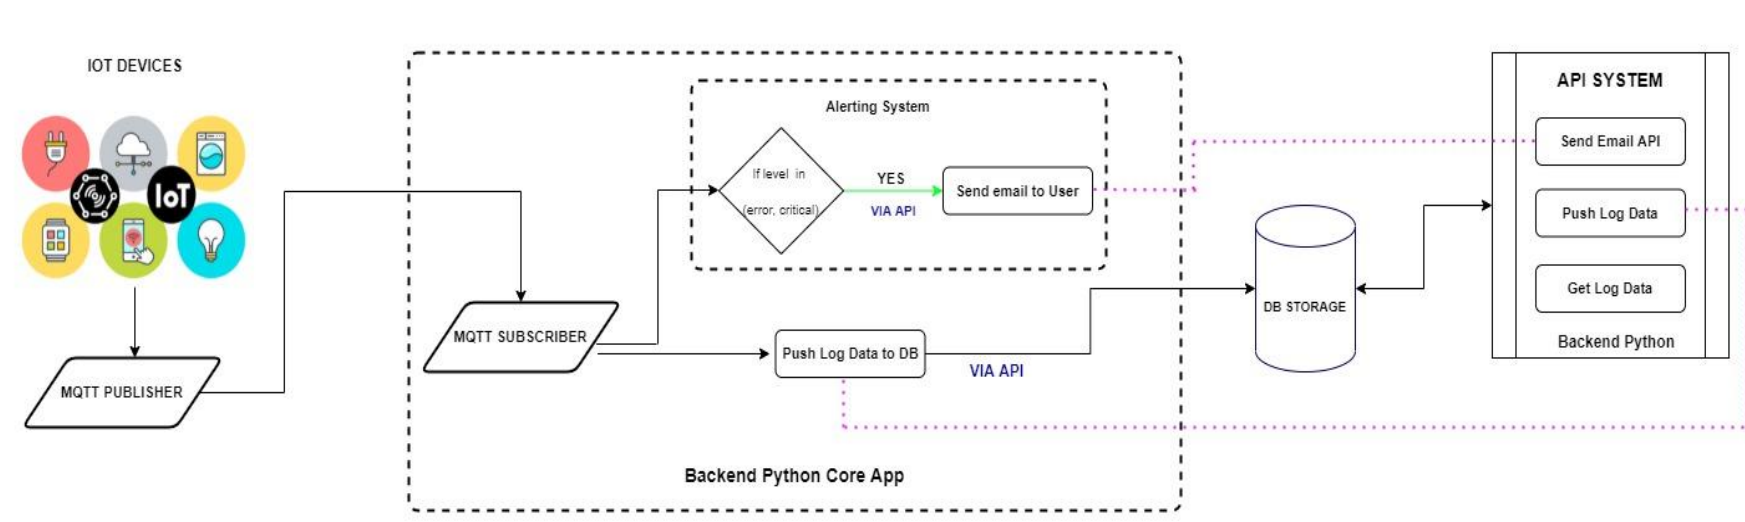 IOT DEVICES
IoT
MQTT PUBLISHER
MQTT SUBSCRIBER
Alerting System
If level in
(error, critical)
YES
VIA API
Send email to User
Push Log Data to DB
VIA API
Backend Python Core App
DB STORAGE
API SYSTEM
Send Email API
Push Log Data
Get Log Data
Backend Python